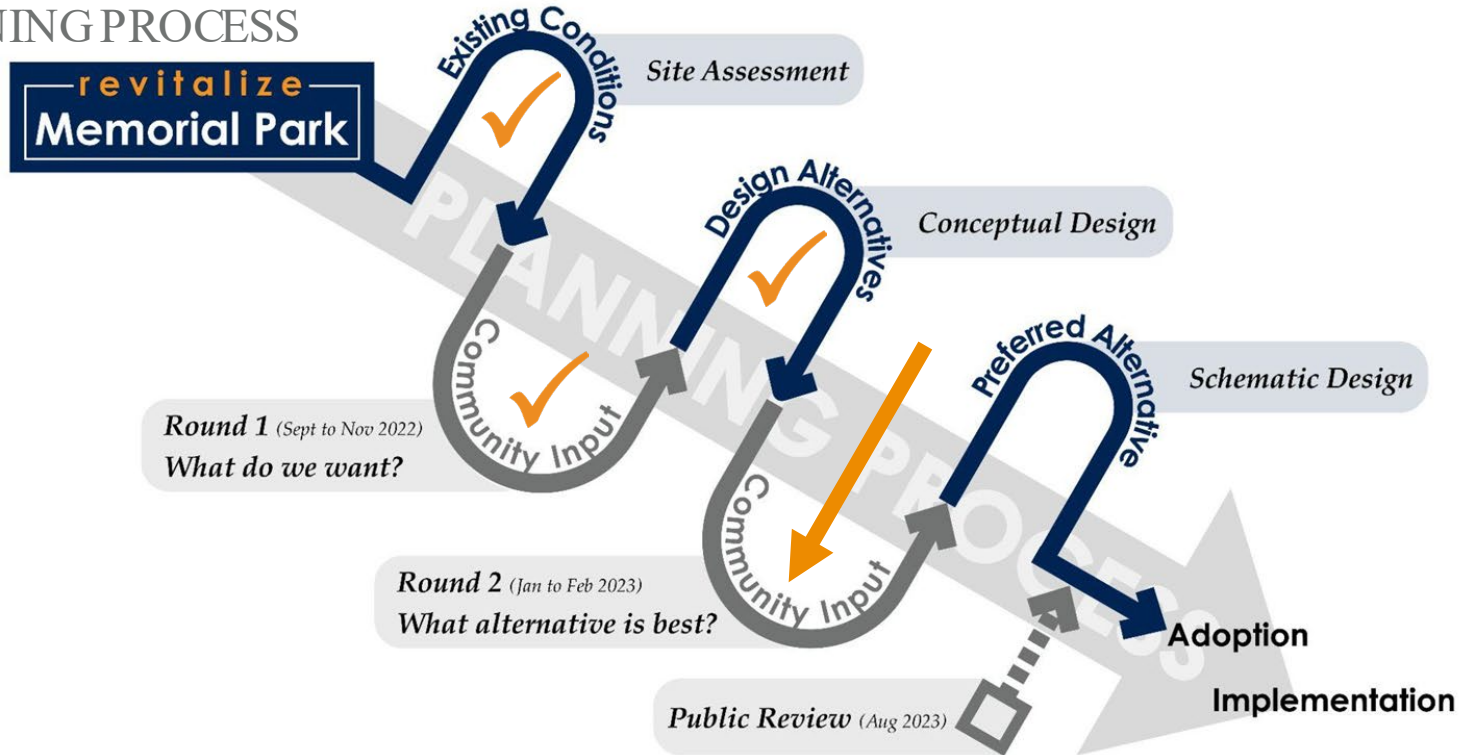 NING PROCESS
revitalize
Memorial Park
Existing Conditions
Site Assessment
PLANNING PROCESS
Design Alternatives
Conceptual Design
Community Input
Round 1 (Sept to Nov 2022)
What do we want?
Preferred Alternative
Schematic Design
Community Input
Round 2 (Jan to Feb 2023)
What alternative is best?
Adoption
Implementation
Public Review (Aug 2023)